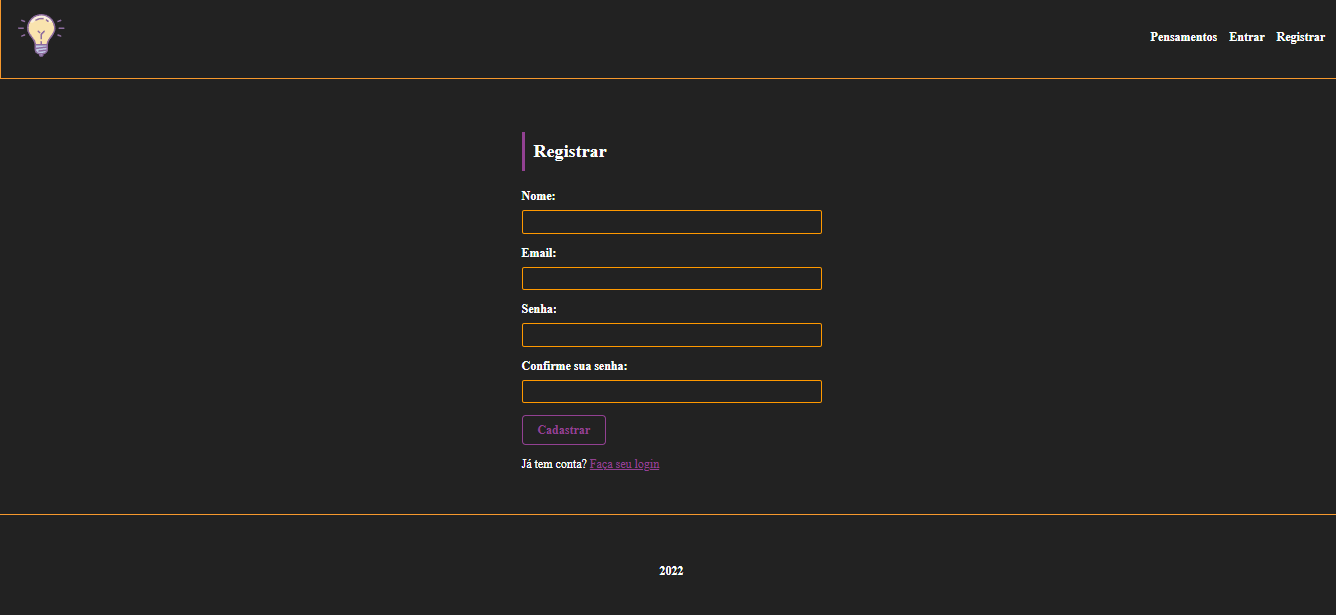 Pensamentos Entrar Registrar
Registrar
Nome:
Email:
Senha:
Confirme sua senha:
Cadastrar
Já tem conta? Faça seu login
2022